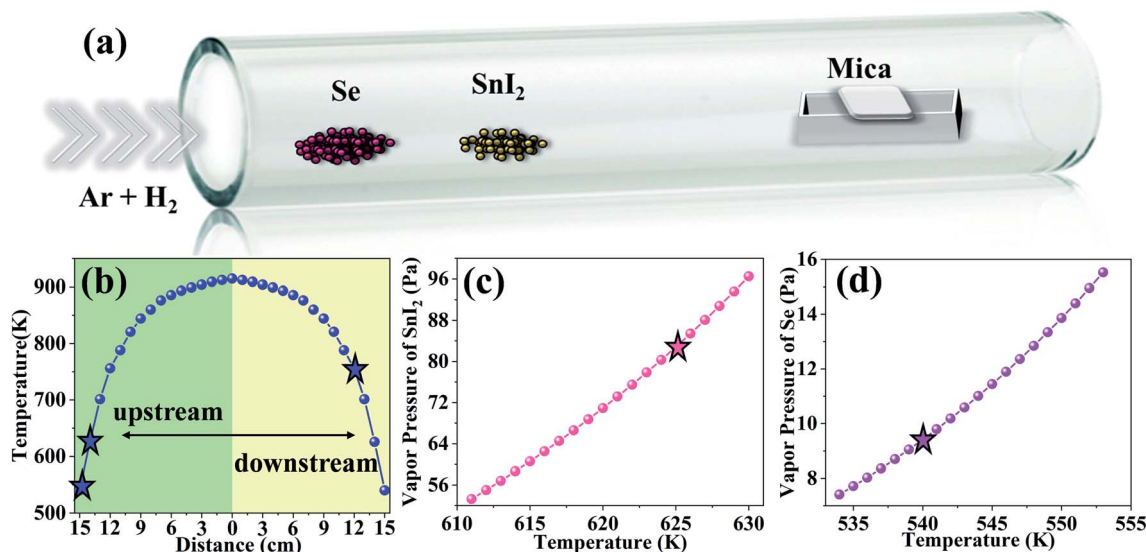 (a)
Se
SnI₂
Mica
Ar + H₂
(b)
900
800
700
600
500
Temperature(K)
upstream
downstream
15 12 9 6 3 0 3 6 9 12 15
Distance (cm)
(c)
96
88
80
72
64
56
Vapor Pressure of SnI₂ (Pa)
610 615 620 625 630
Temperature (K)
(d)
16
14
12
10
8
Vapor Pressure of Se (Pa)
535 540 545 550 555
Temperature (K)